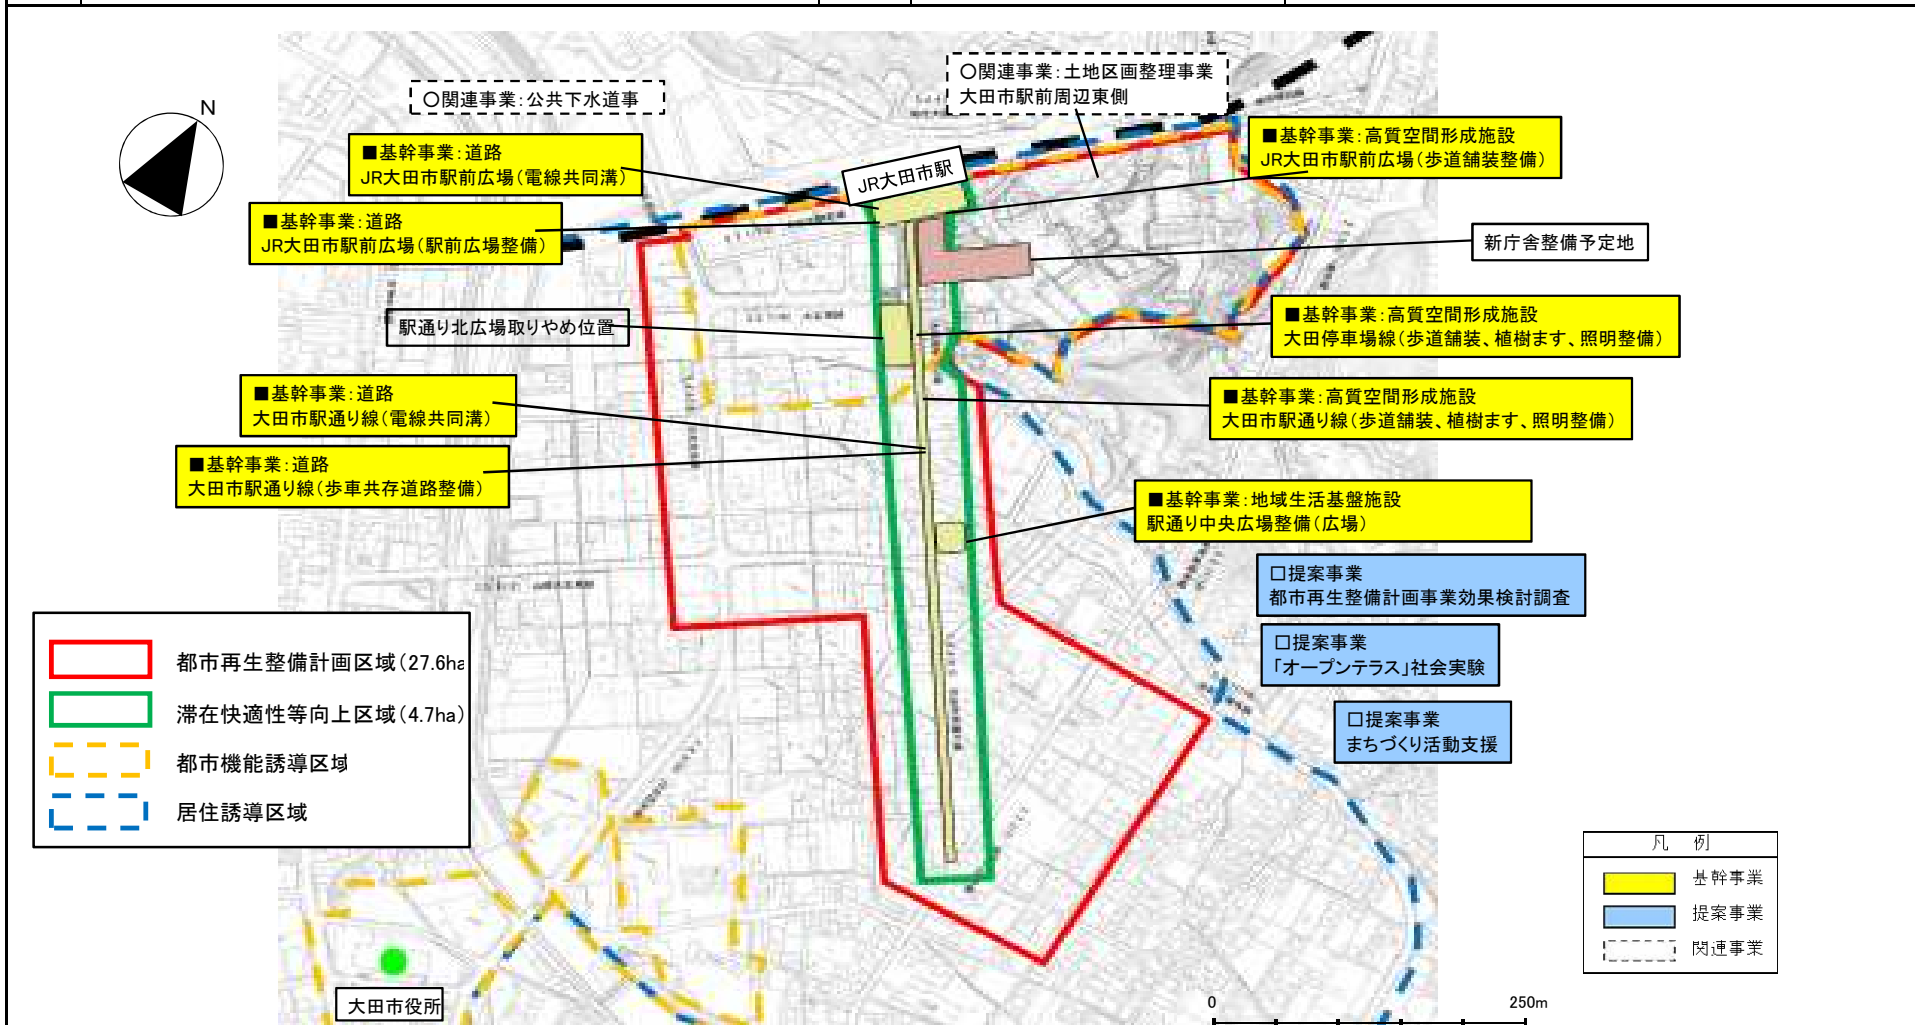 ○関連事業：公共下水道事
○関連事業：土地区画整理事業
大田市駅前周辺東側
N
■基幹事業：道路
JR大田市駅前広場（電線共同溝）
■基幹事業：高質空間形成施設
JR大田市駅前広場（歩道舗装整備）
JR大田市駅
■基幹事業：道路
JR大田市駅前広場（駅前広場整備）
新庁舎整備予定地
駅通り北広場取りやめ位置
■基幹事業：高質空間形成施設
大田停車場線（歩道舗装、植樹ます、照明整備）
■基幹事業：道路
大田市駅通り線（電線共同溝）
■基幹事業：高質空間形成施設
大田市駅通り線（歩道舗装、植樹ます、照明整備）
■基幹事業：道路
大田市駅通り線（歩車共存道路整備）
■基幹事業：地域生活基盤施設
駅通り中央広場整備（広場）
□提案事業
都市再生整備計画事業効果検討調査
□提案事業
「オープンテラス」社会実験
□提案事業
まちづくり活動支援
都市再生整備計画区域（27.6ha
滞在快適性等向上区域（4.7ha）
都市機能誘導区域
居住誘導区域
凡　例
基幹事業
提案事業
関連事業
大田市役所
0
250m